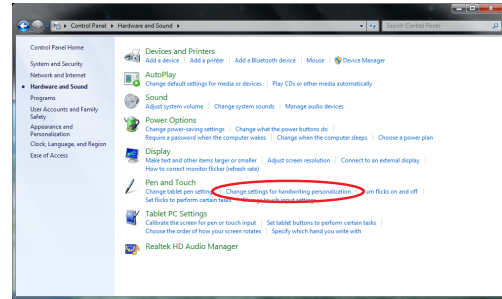 Control Panel ▸ Hardware and Sound ▸
Search Control Panel
Control Panel Home
System and Security
Network and Internet
Hardware and Sound
Programs
User Accounts and Family
Safety
Appearance and
Personalization
Clock, Language, and Region
Ease of Access
Devices and Printers
Add a device | Add a printer | Add a Bluetooth device | Mouse | Device Manager
AutoPlay
Change default settings for media or devices | Play CDs or other media automatically
Sound
Adjust system volume | Change system sounds | Manage audio devices
Power Options
Change power-saving settings | Change what the power buttons do
Require a password when the computer wakes | Change when the computer sleeps | Choose a power plan
Display
Make text and other items larger or smaller | Adjust screen resolution | Connect to an external display
How to correct monitor flicker (refresh rate)
Pen and Touch
Change tablet pen settings | Change settings for handwriting personalization | Turn flicks on and off
Set flicks to perform certain tasks | Change touch input settings
Tablet PC Settings
Calibrate the screen for pen or touch input | Set tablet buttons to perform certain tasks
Choose the order of how your screen rotates | Specify which hand you write with
Realtek HD Audio Manager